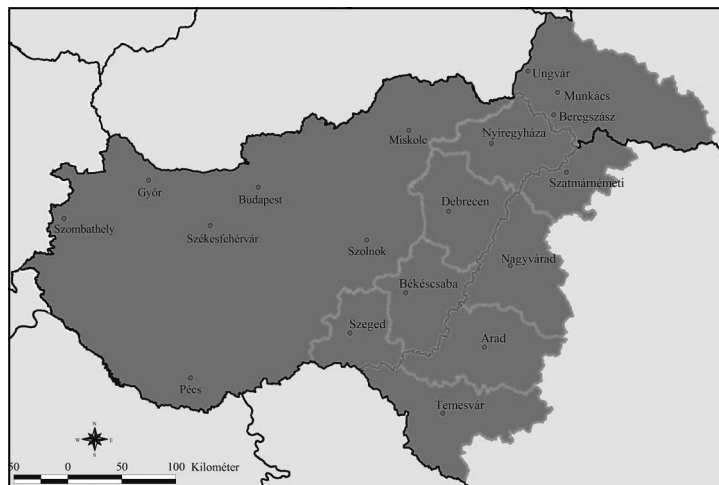 Ungvár
Munkács
Beregszász
Miskolc
Nyíregyháza
Szatmárnémeti
Győr
Budapest
Debrecen
Szombathely
Székesfehérvár
Szolnok
Nagyvárad
Békéscsaba
Szeged
Arad
Pécs
Temesvár
N
W E
S
50 0 50 100 Kilométer